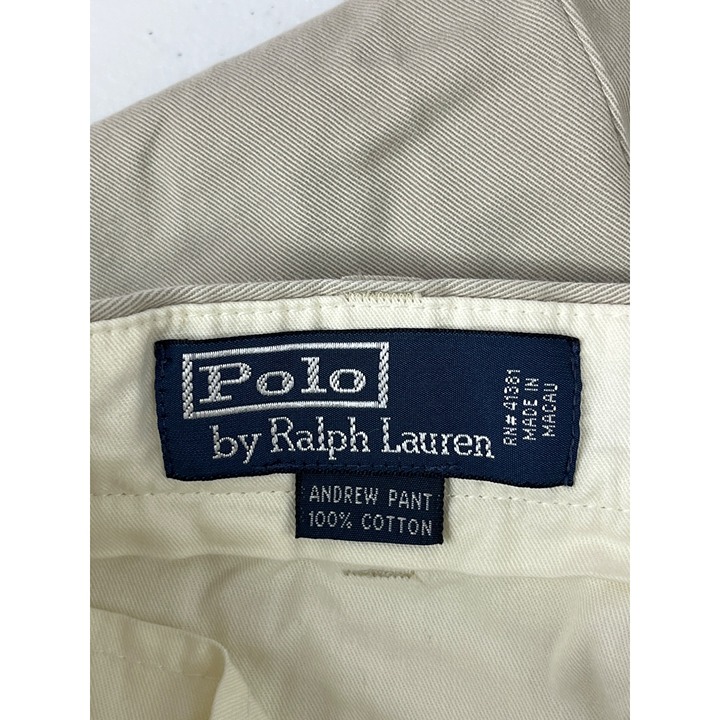 Polo
by Ralph Lauren
RN# 41381
MADE IN
MACAU
ANDREW PANT
100% COTTON